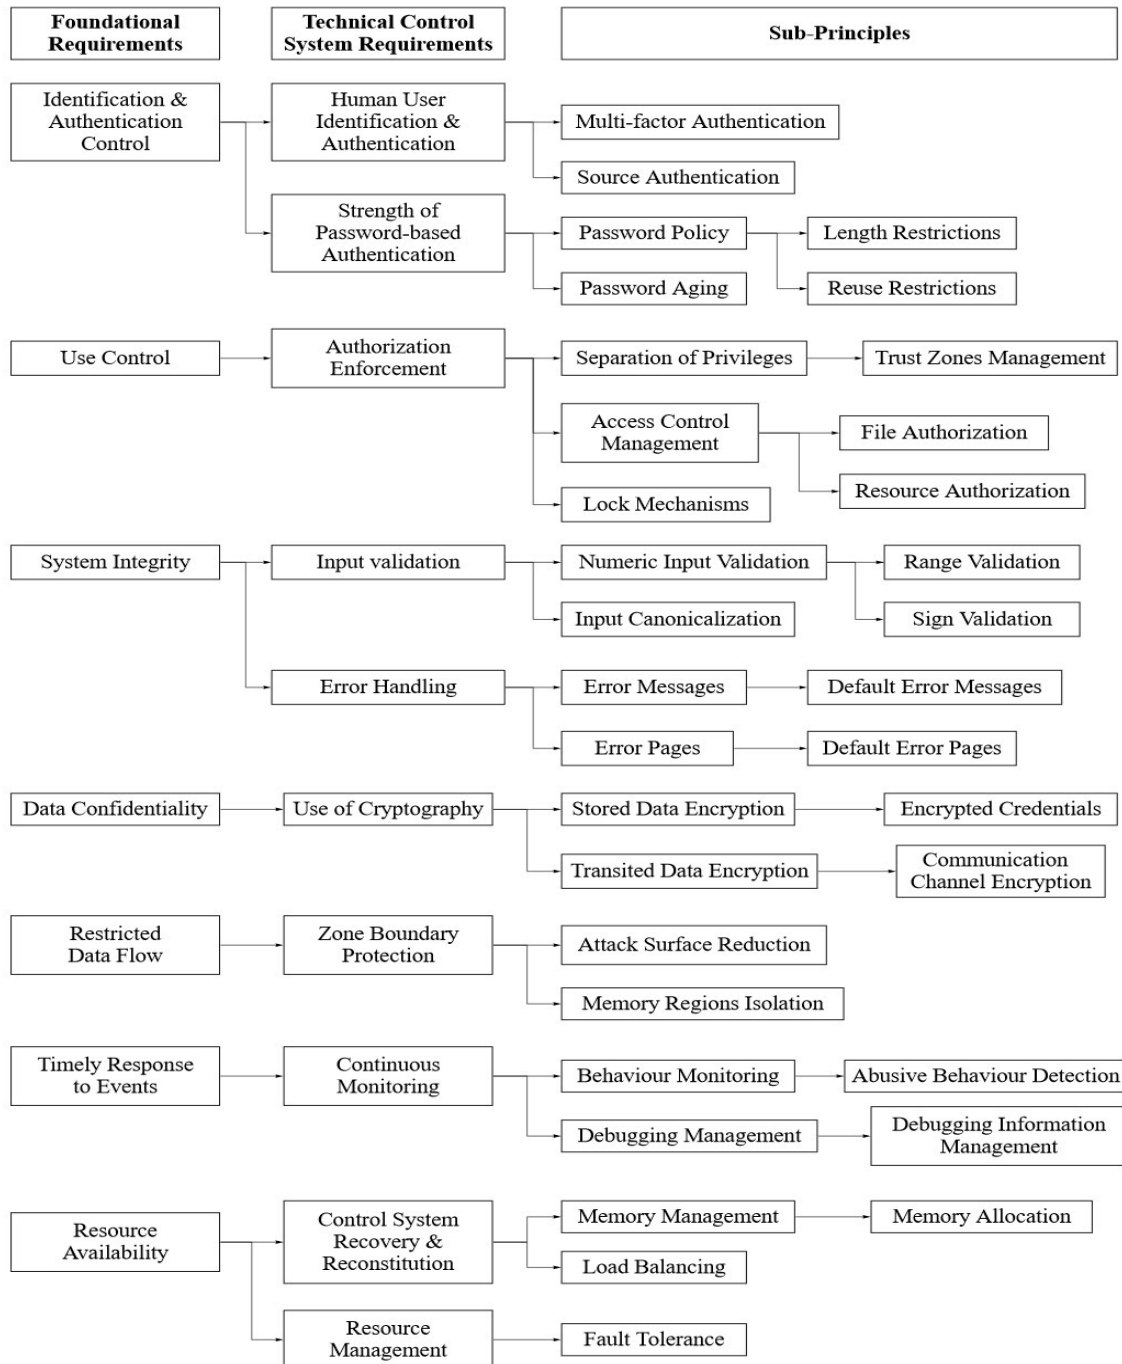 Foundational
Requirements
Technical Control
System Requirements
Sub-Principles
Identification &
Authentication
Control
Human User
Identification &
Authentication
Multi-factor Authentication
Source Authentication
Strength of
Password-based
Authentication
Password Policy
Length Restrictions
Password Aging
Reuse Restrictions
Use Control
Authorization
Enforcement
Separation of Privileges
Trust Zones Management
Access Control
Management
File Authorization
Resource Authorization
Lock Mechanisms
System Integrity
Input validation
Numeric Input Validation
Range Validation
Input Canonicalization
Sign Validation
Error Handling
Error Messages
Default Error Messages
Error Pages
Default Error Pages
Data Confidentiality
Use of Cryptography
Stored Data Encryption
Encrypted Credentials
Transited Data Encryption
Communication
Channel Encryption
Restricted
Data Flow
Zone Boundary
Protection
Attack Surface Reduction
Memory Regions Isolation
Timely Response
to Events
Continuous
Monitoring
Behaviour Monitoring
Abusive Behaviour Detection
Debugging Management
Debugging Information
Management
Resource
Availability
Control System
Recovery &
Reconstitution
Memory Management
Memory Allocation
Load Balancing
Resource
Management
Fault Tolerance